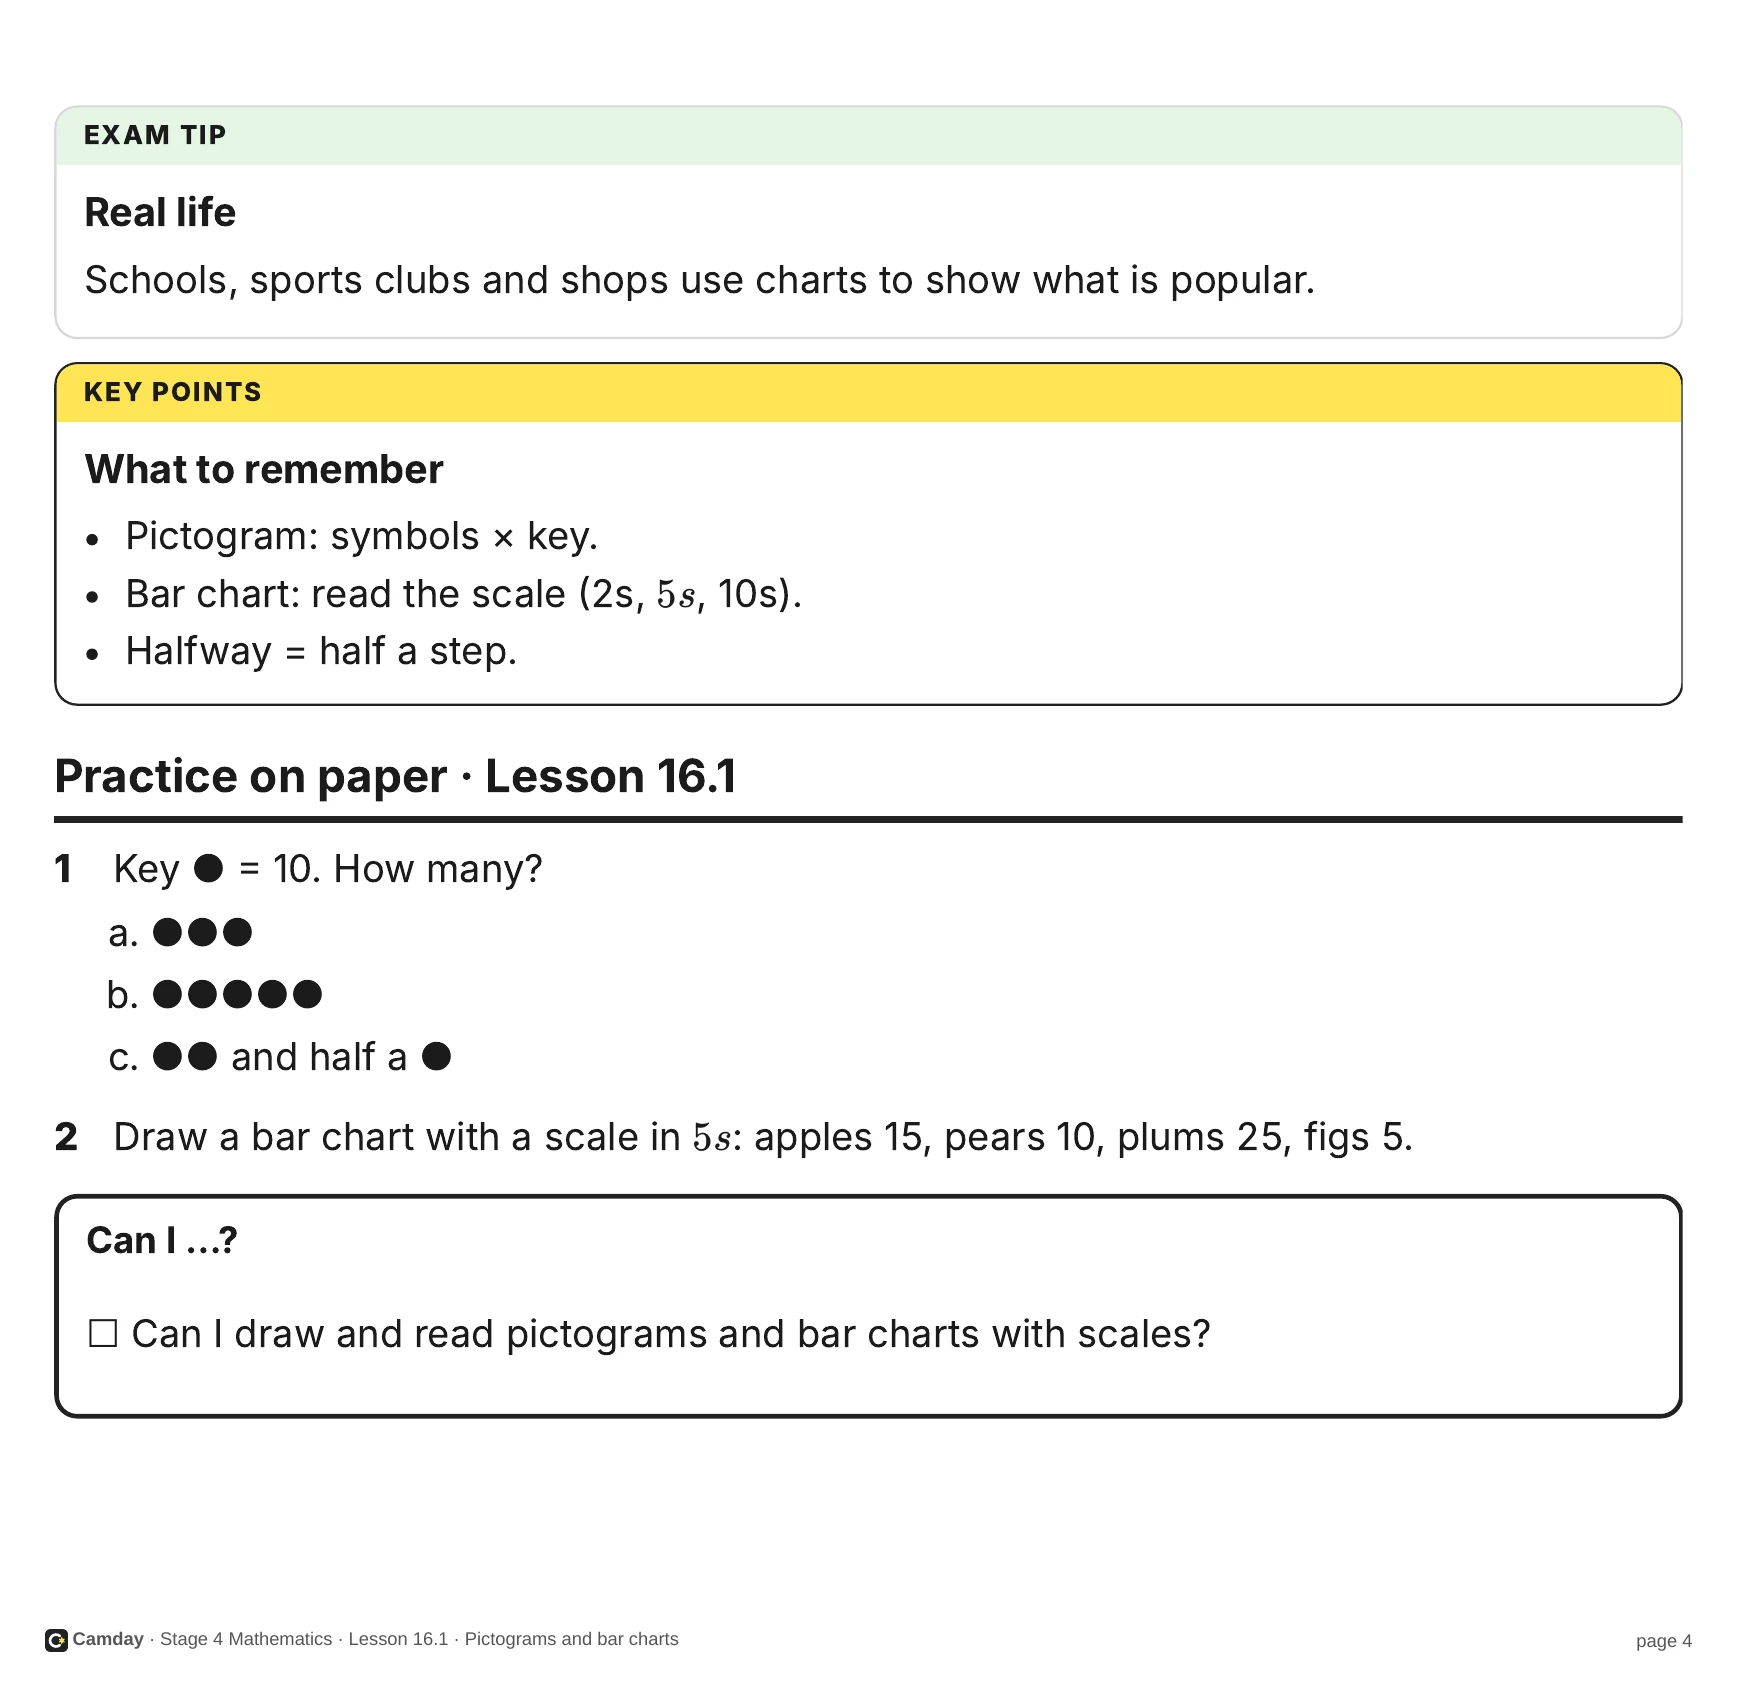 EXAM TIP
Real life
Schools, sports clubs and shops use charts to show what is popular.
KEY POINTS
What to remember
• Pictogram: symbols × key.
• Bar chart: read the scale (2s, 5s, 10s).
• Halfway = half a step.
Practice on paper · Lesson 16.1
1 Key ● = 10. How many?
a. ●●●
b. ●●●●●
c. ●● and half a ●
2 Draw a bar chart with a scale in 5s: apples 15, pears 10, plums 25, figs 5.
Can I …?
☐ Can I draw and read pictograms and bar charts with scales?
Camday · Stage 4 Mathematics · Lesson 16.1 · Pictograms and bar charts
page 4